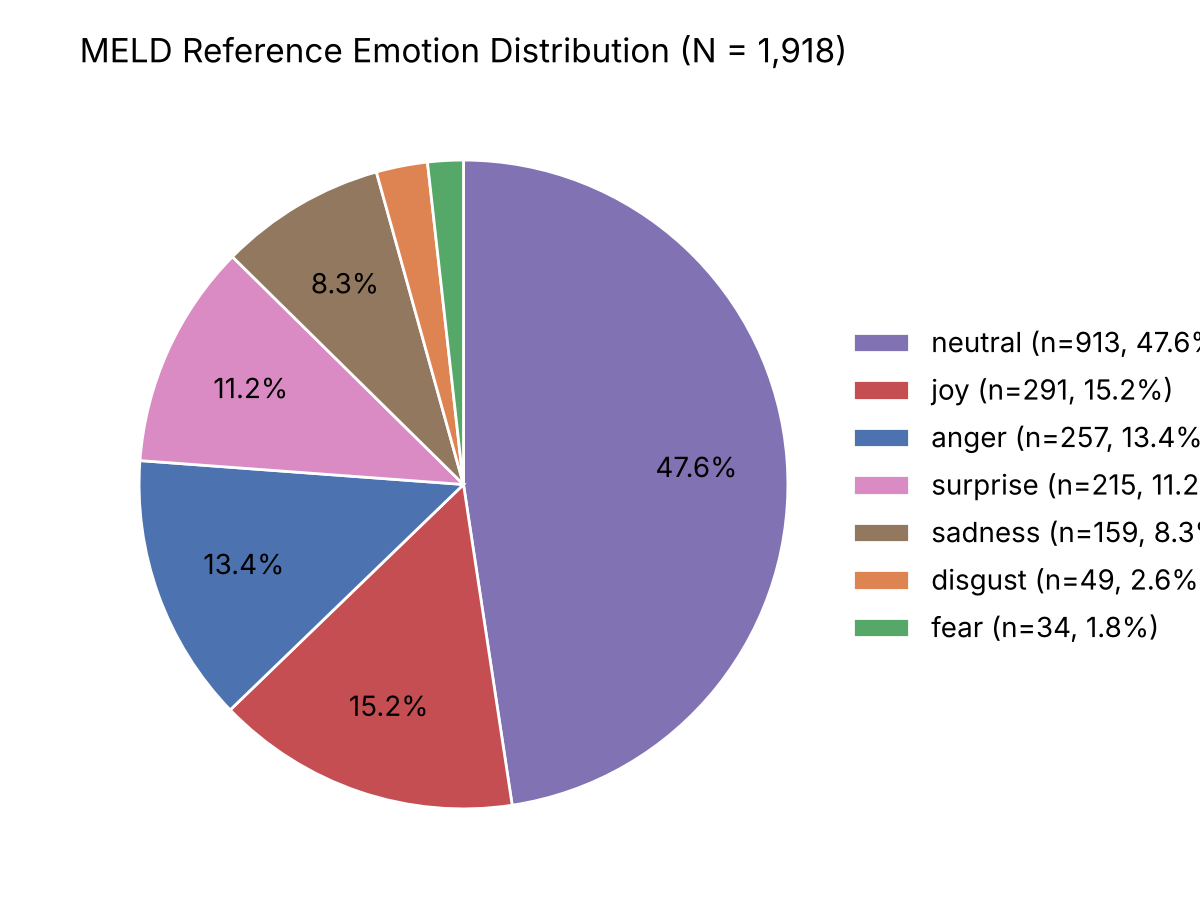 MELD Reference Emotion Distribution (N = 1,918)
8.3%
11.2%
47.6%
13.4%
15.2%
neutral (n=913, 47.6%
joy (n=291, 15.2%)
anger (n=257, 13.4%
surprise (n=215, 11.2
sadness (n=159, 8.3%
disgust (n=49, 2.6%
fear (n=34, 1.8%)